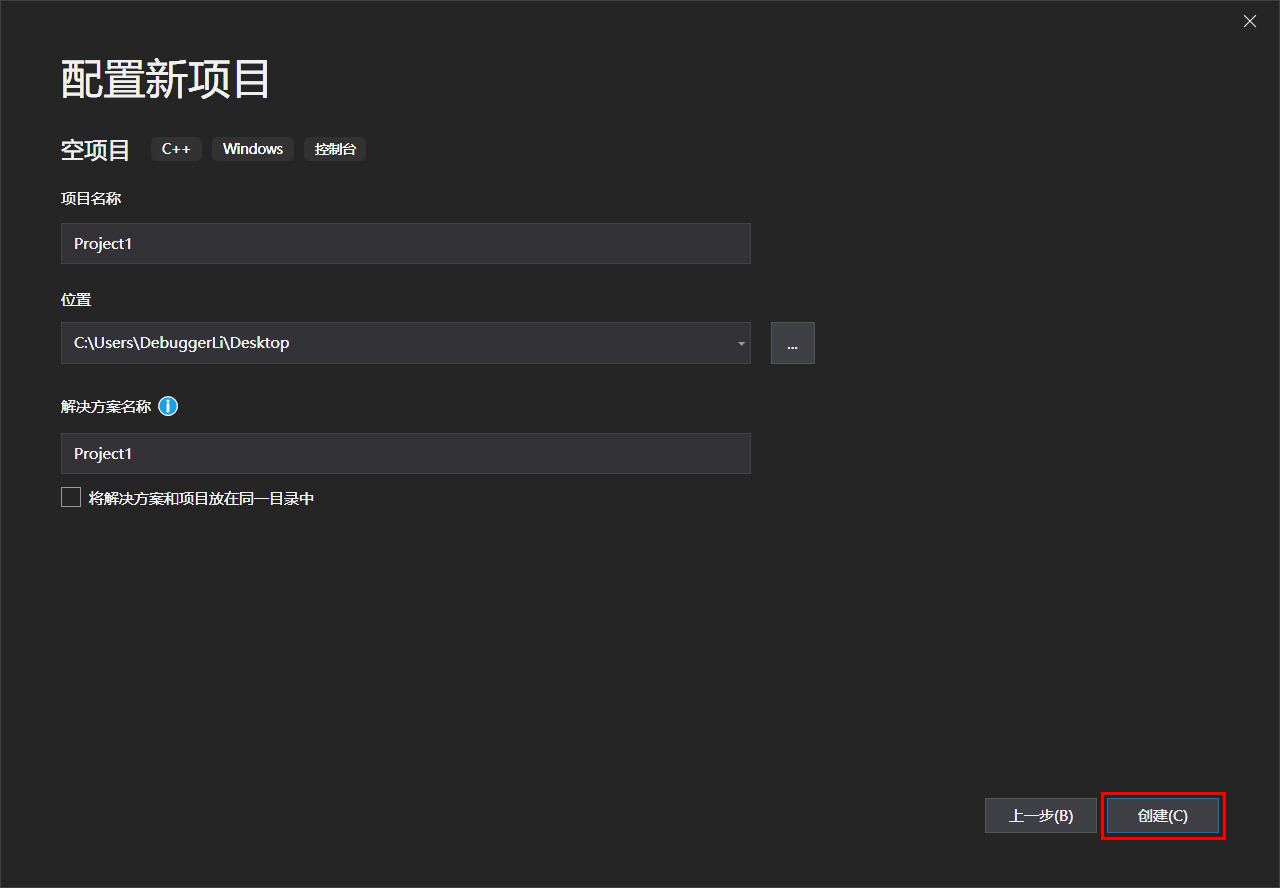 配置新项目
空项目 C++ Windows 控制台
项目名称
Project1
位置
C:\Users\DebuggerLi\Desktop ...
解决方案名称
Project1
将解决方案和项目放在同一目录中
上一步(B) 创建(C)